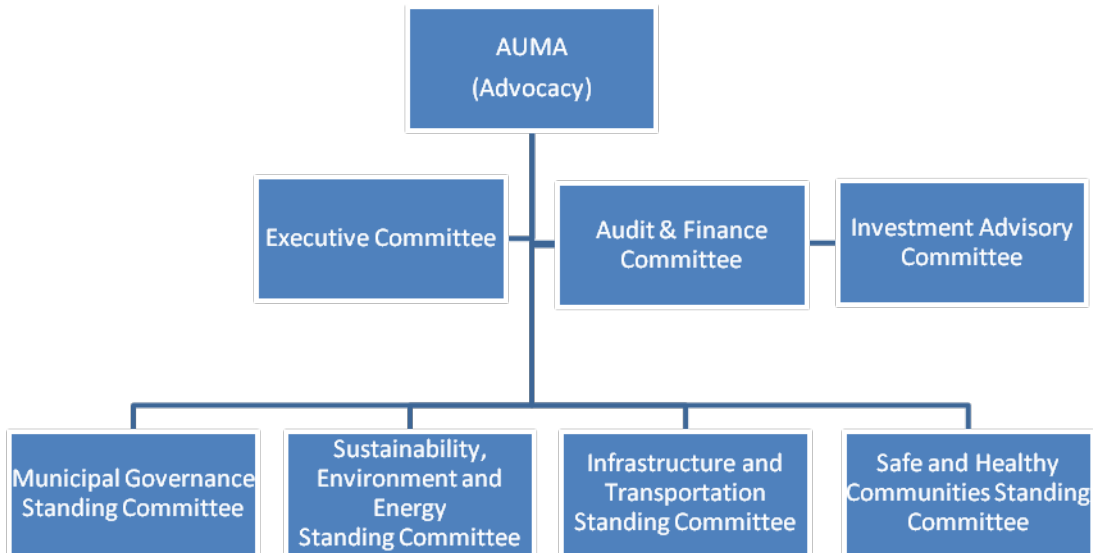 AUMA
(Advocacy)
Executive Committee
Audit & Finance
Committee
Investment Advisory
Committee
Municipal Governance
Standing Committee
Sustainability,
Environment and
Energy
Standing Committee
Infrastructure and
Transportation
Standing Committee
Safe and Healthy
Communities Standing
Committee